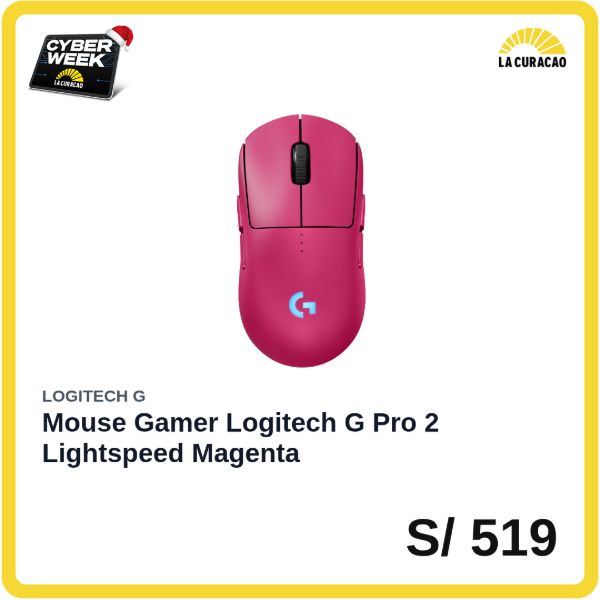 CYBER
WEEK
LA CURACAO
LA CURACAO
G
LOGITECH G
Mouse Gamer Logitech G Pro 2
Lightspeed Magenta
S/ 519